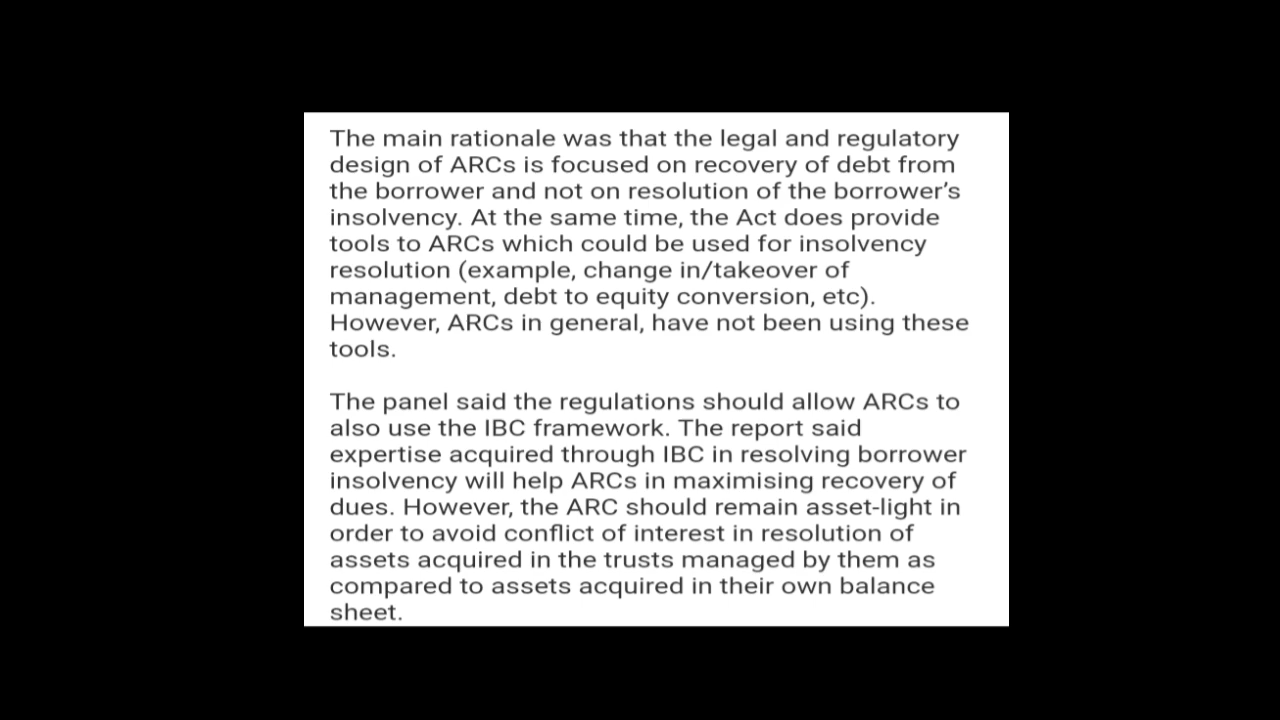 The main rationale was that the legal and regulatory
design of ARCs is focused on recovery of debt from
the borrower and not on resolution of the borrower’s
insolvency. At the same time, the Act does provide
tools to ARCs which could be used for insolvency
resolution (example, change in/takeover of
management, debt to equity conversion, etc).
However, ARCs in general, have not been using these
tools.
The panel said the regulations should allow ARCs to
also use the IBC framework. The report said
expertise acquired through IBC in resolving borrower
insolvency will help ARCs in maximising recovery of
dues. However, the ARC should remain asset-light in
order to avoid conflict of interest in resolution of
assets acquired in the trusts managed by them as
compared to assets acquired in their own balance
sheet.